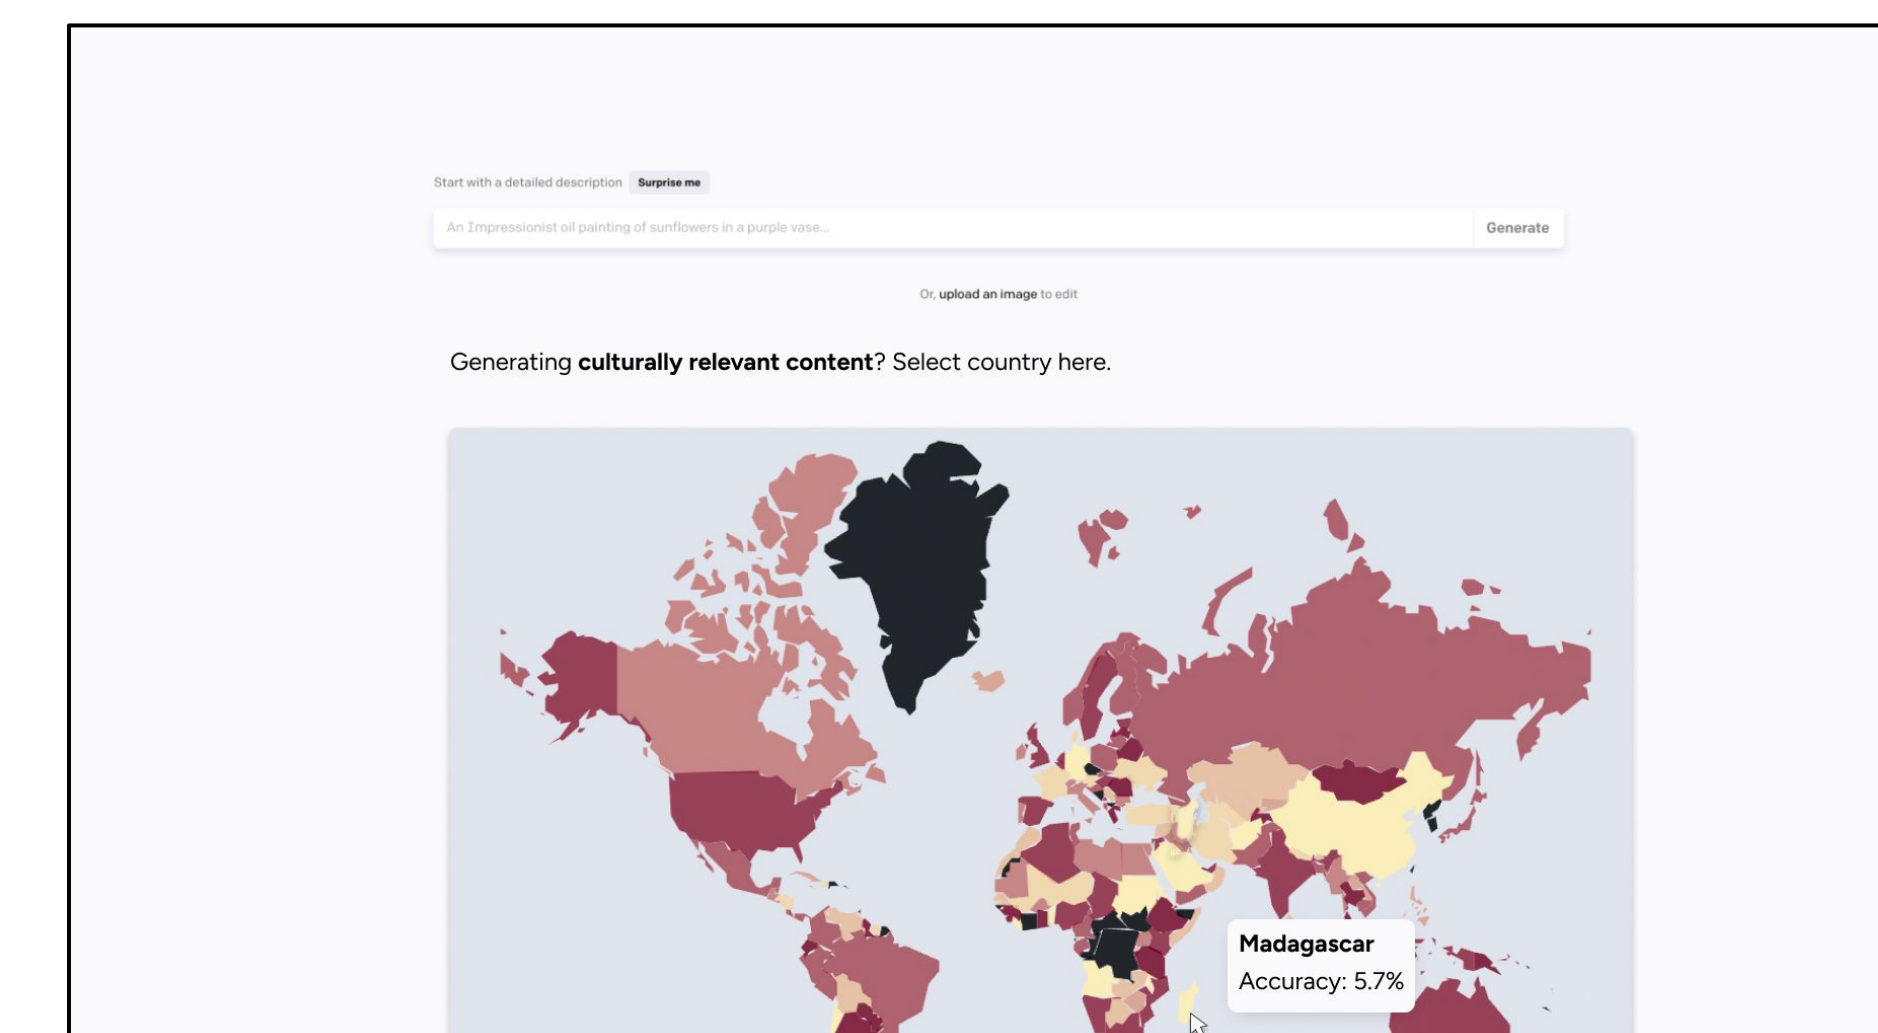 Start with a detailed description Surprise me
An Impressionist oil painting of sunflowers in a purple vase...
Generate
Or, upload an image to edit
Generating culturally relevant content? Select country here.
Madagascar
Accuracy: 5.7%